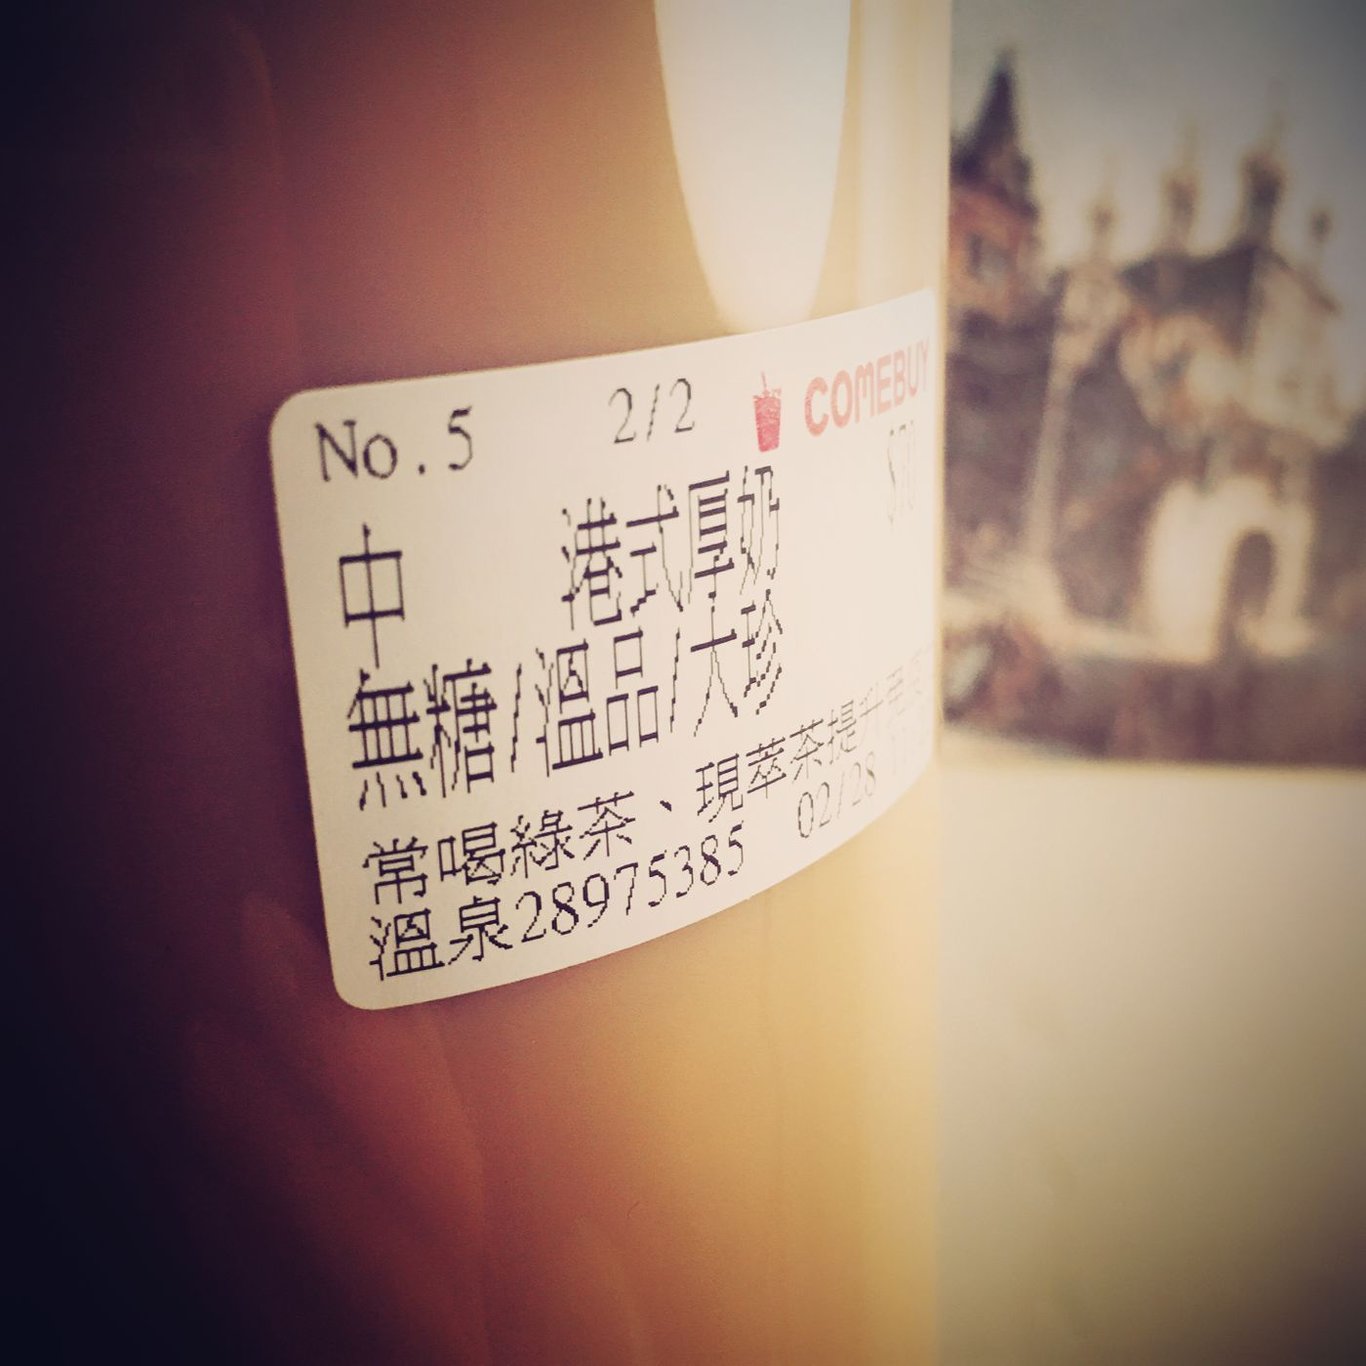 No.5 2/2 COMEBUY
中 港式厚奶 $70
無糖/溫品/大珍
常喝綠茶、現萃茶提升
溫泉28975385 02/28